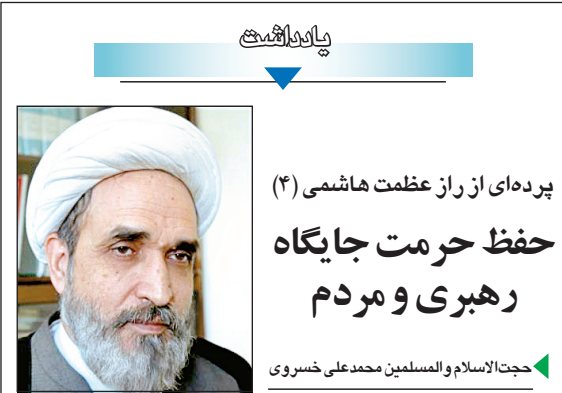 یادداشت
پرده‌ای از راز عظمت هاشمی (۴)
حفظ حرمت جایگاه
رهبری و مردم
حجت‌الاسلام والمسلمین محمدعلی خسروی